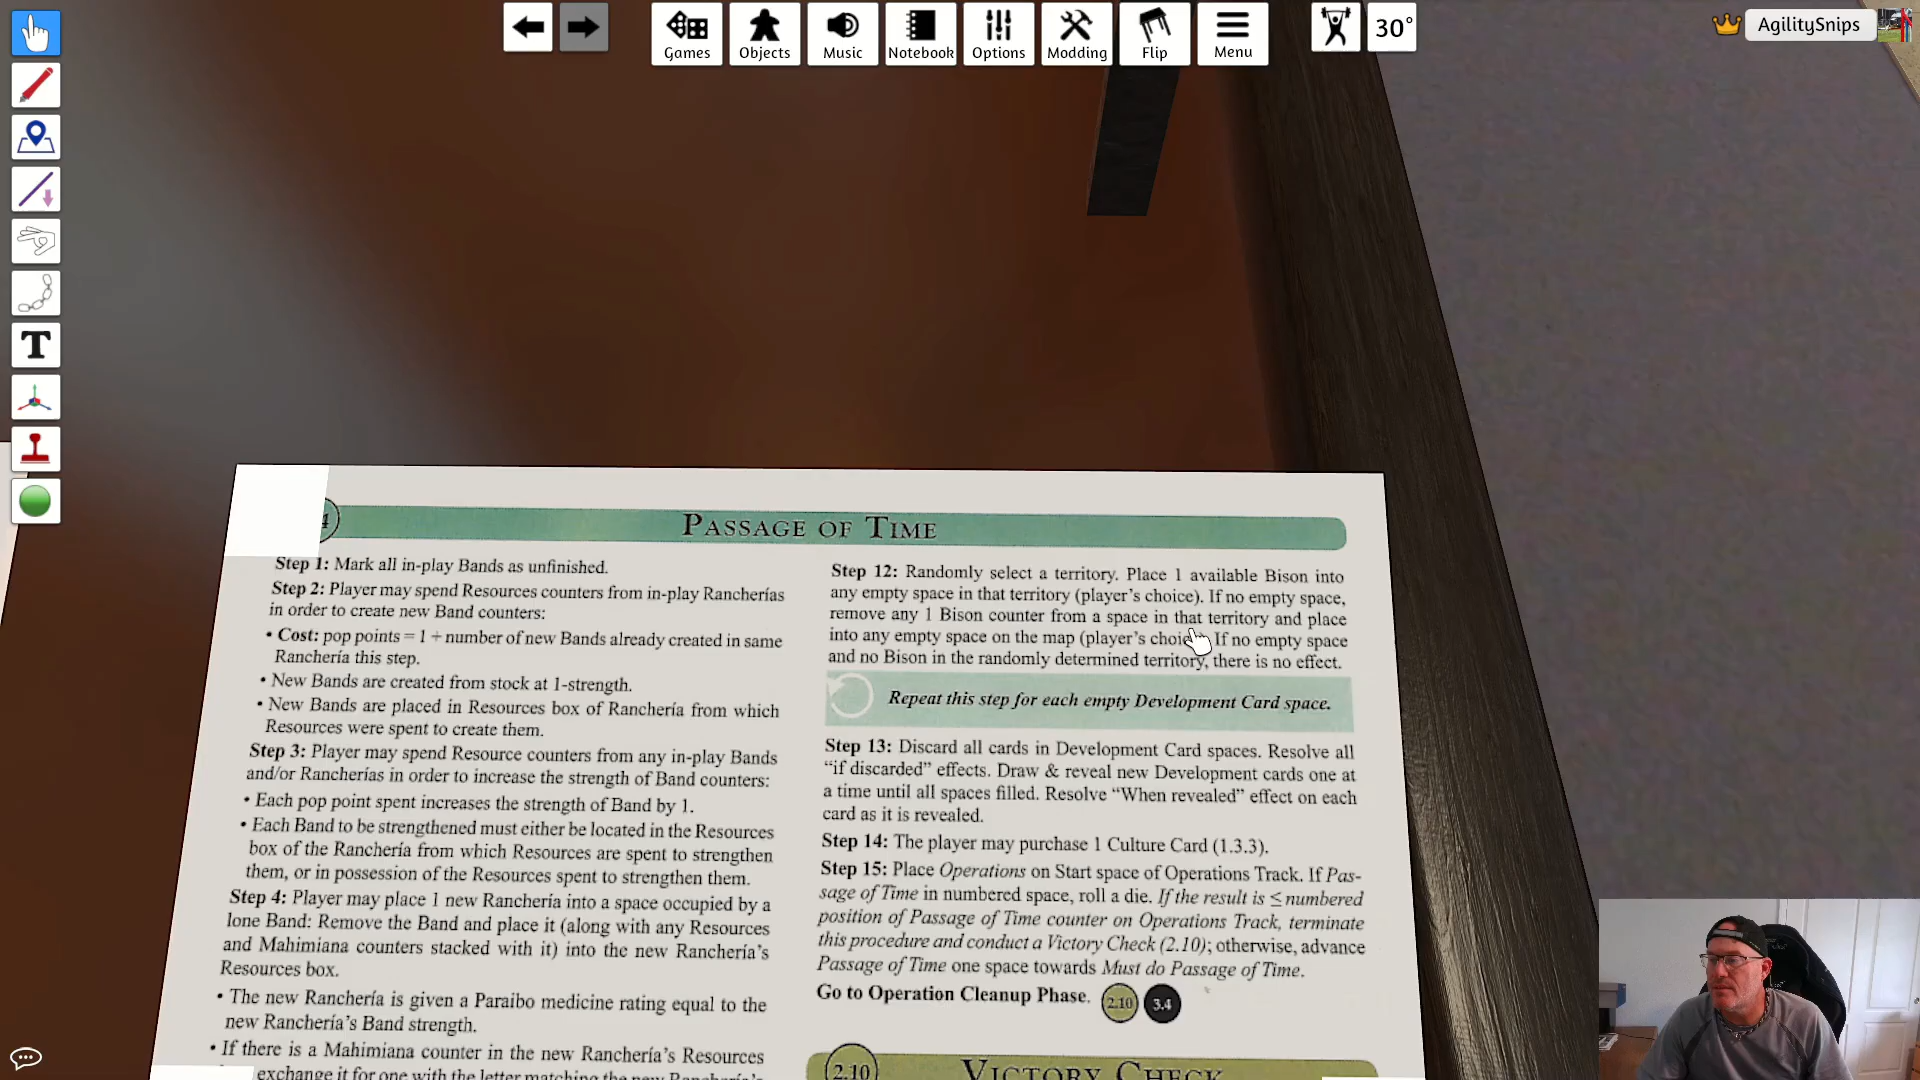 Games
Objects
Music
Notebook
Options
Modding
Flip
Menu
30°
AgilitySnips
T
4
PASSAGE OF TIME
Step 1: Mark all in-play Bands as unfinished.
Step 2: Player may spend Resources counters from in-play Rancherías
in order to create new Band counters:
• Cost: pop points = 1 + number of new Bands already created in same
Ranchería this step.
• New Bands are created from stock at 1-strength.
• New Bands are placed in Resources box of Ranchería from which
Resources were spent to create them.
Step 3: Player may spend Resource counters from any in-play Bands
and/or Rancherías in order to increase the strength of Band counters:
• Each pop point spent increases the strength of Band by 1.
• Each Band to be strengthened must either be located in the Resources
box of the Ranchería from which Resources are spent to strengthen
them, or in possession of the Resources spent to strengthen them.
Step 4: Player may place 1 new Ranchería into a space occupied by a
lone Band: Remove the Band and place it (along with any Resources
and Mahimiana counters stacked with it) into the new Ranchería's
Resources box.
• The new Ranchería is given a Paraibo medicine rating equal to the
new Ranchería's Band strength.
• If there is a Mahimiana counter in the new Ranchería's Resources
exchange it for one with the letter matching the new Ranchería's
Step 12: Randomly select a territory. Place 1 available Bison into
any empty space in that territory (player's choice). If no empty space,
remove any 1 Bison counter from a space in that territory and place
into any empty space on the map (player's choi If no empty space
and no Bison in the randomly determined territory, there is no effect.
Repeat this step for each empty Development Card space.
Step 13: Discard all cards in Development Card spaces. Resolve all
"if discarded" effects. Draw & reveal new Development cards one at
a time until all spaces filled. Resolve "When revealed" effect on each
card as it is revealed.
Step 14: The player may purchase 1 Culture Card (1.3.3).
Step 15: Place Operations on Start space of Operations Track. If Pas-
sage of Time in numbered space, roll a die. If the result is ≤ numbered
position of Passage of Time counter on Operations Track, terminate
this procedure and conduct a Victory Check (2.10); otherwise, advance
Passage of Time one space towards Must do Passage of Time.
Go to Operation Cleanup Phase. 2.10 3.4
2.10 VICTORY CHECK